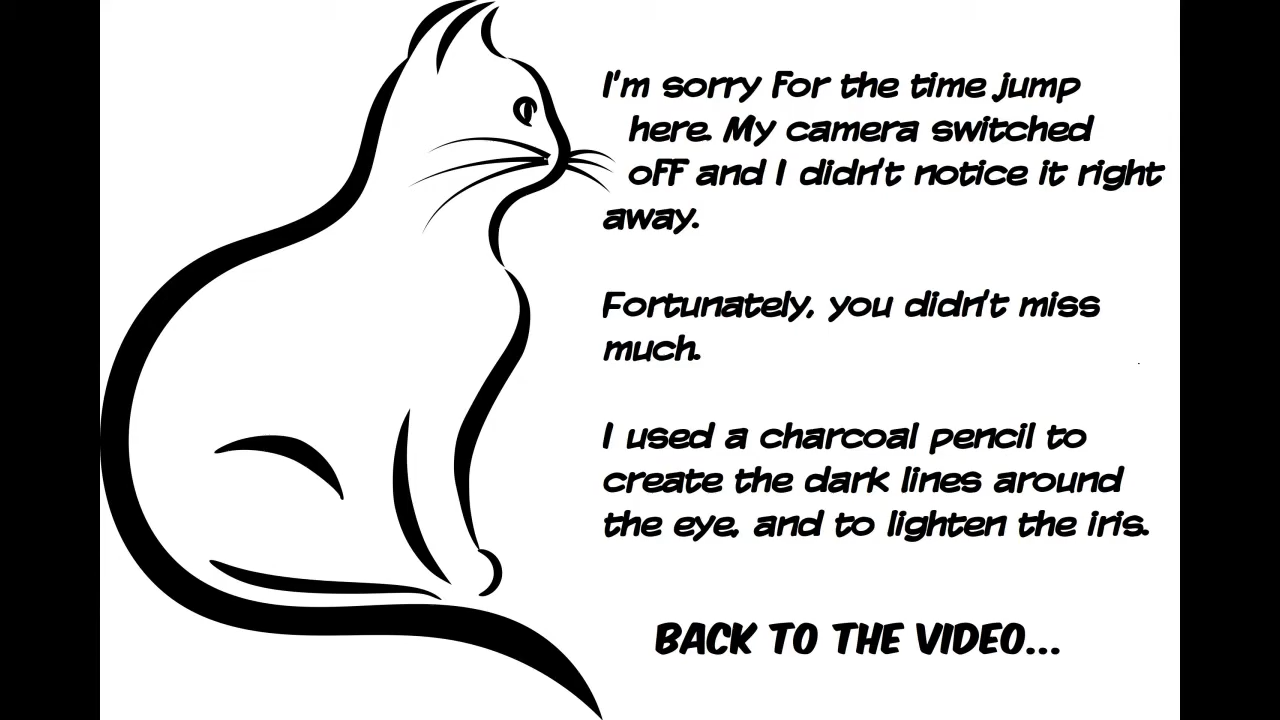 I'm sorry For the time jump
here. My camera switched
oFF and I didn't notice it right
away.
Fortunately, you didn't miss
much.
I used a charcoal pencil to
create the dark lines around
the eye, and to lighten the iris.
BACK TO THE VIDEO...